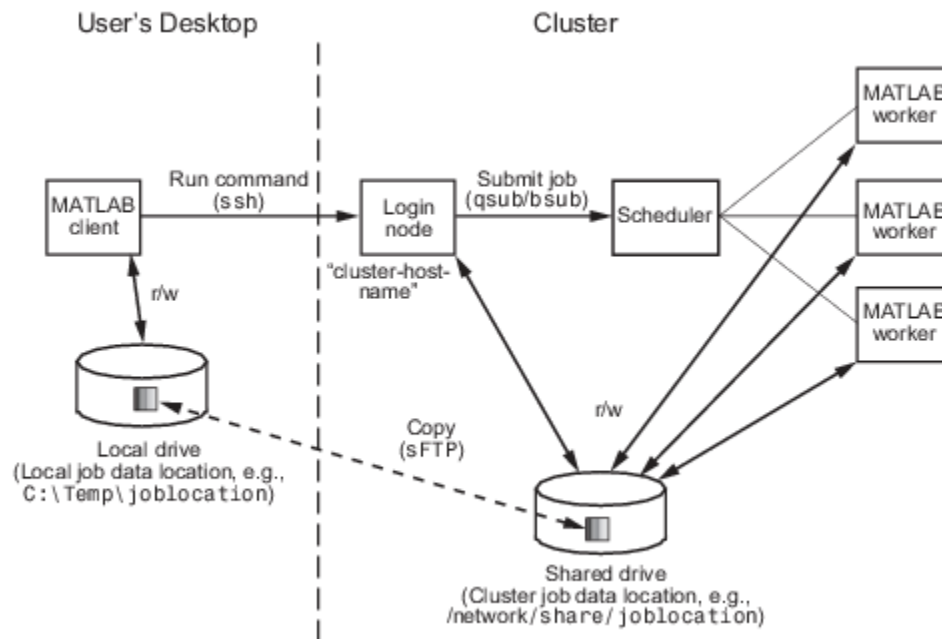 User's Desktop
Cluster
MATLAB
worker
Run command
(ssh)
Submit job
(qsub/bsub)
MATLAB
client
Login
node
Scheduler
MATLAB
worker
"cluster-host-
name"
r/w
MATLAB
worker
Copy
(sFTP)
r/w
Local drive
(Local job data location, e.g.,
C:\Temp\joblocation)
Shared drive
(Cluster job data location, e.g.,
/network/share/joblocation)